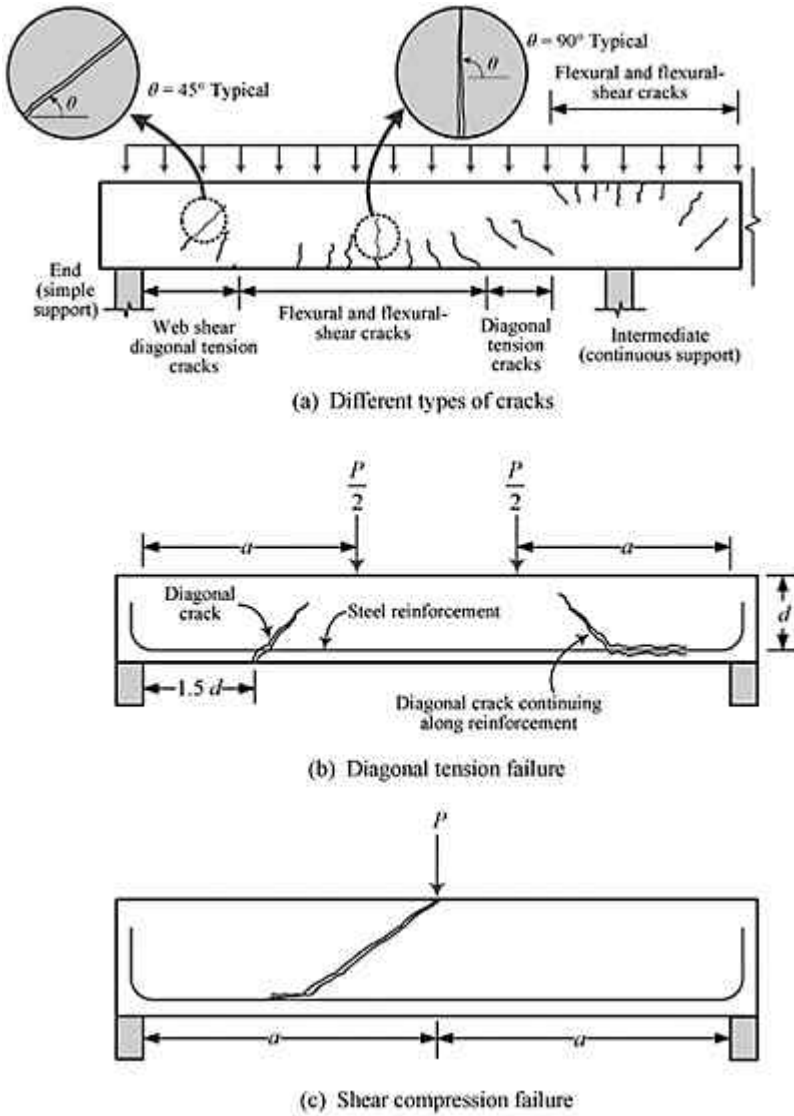 θ
θ = 45° Typical
θ
θ = 90° Typical
Flexural and flexural-
shear cracks
End
(simple
support)
Web shear
diagonal tension
cracks
Flexural and flexural-
shear cracks
Diagonal
tension
cracks
Intermediate
(continuous support)
(a) Different types of cracks
P
2
P
2
a
a
Diagonal
crack
Steel reinforcement
d
1.5 d
Diagonal crack continuing
along reinforcement
(b) Diagonal tension failure
P
a
a
(c) Shear compression failure